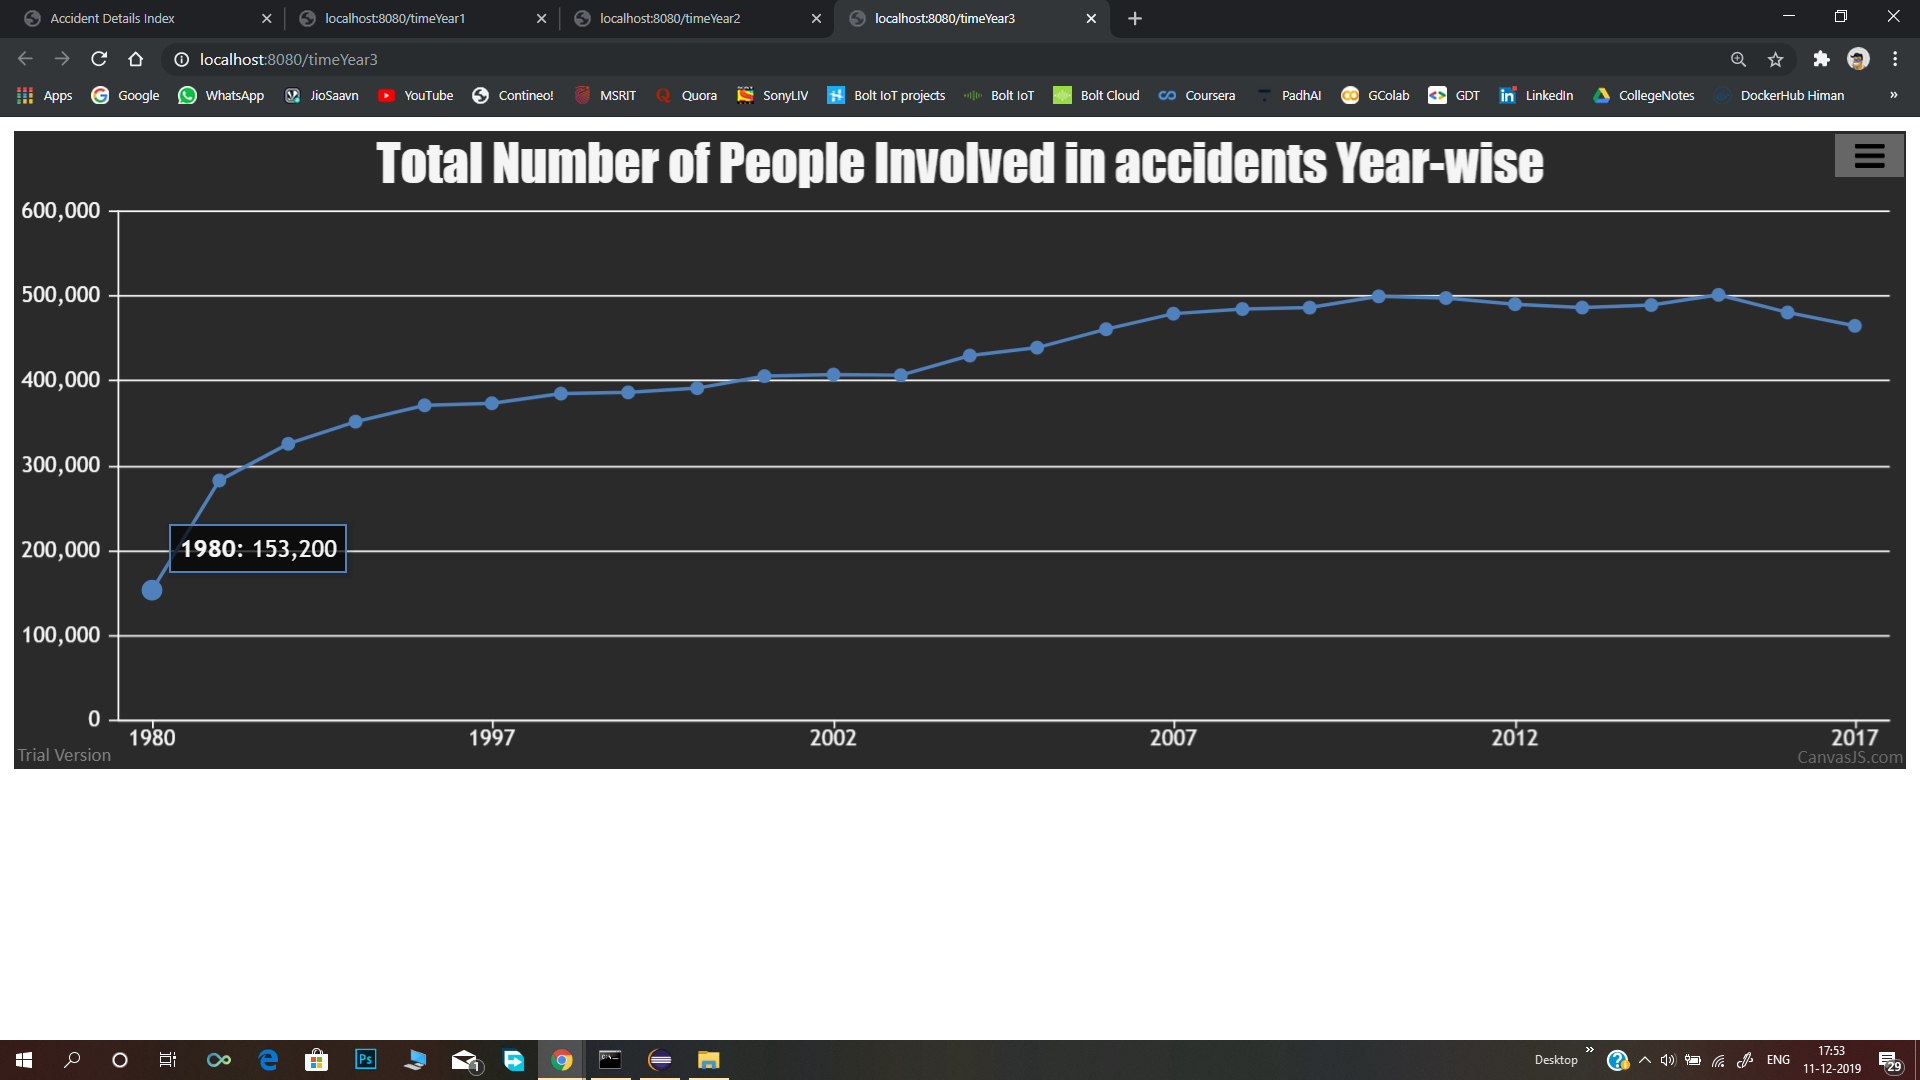 Accident Details Index
localhost:8080/timeYear1
localhost:8080/timeYear2
localhost:8080/timeYear3
localhost:8080/timeYear3
Apps Google WhatsApp JioSaavn YouTube Contineo! MSRIT Quora SonyLIV Bolt IoT projects Bolt IoT Bolt Cloud Coursera PadhAI GColab GDT LinkedIn CollegeNotes DockerHub Himan »
Total Number of People Involved in accidents Year-wise
600,000
500,000
400,000
300,000
200,000
100,000
0
1980: 153,200
1980 1997 2002 2007 2012 2017
Trial Version
CanvasJS.com
Ps
1
Desktop »
ENG
17:53
11-12-2019
29